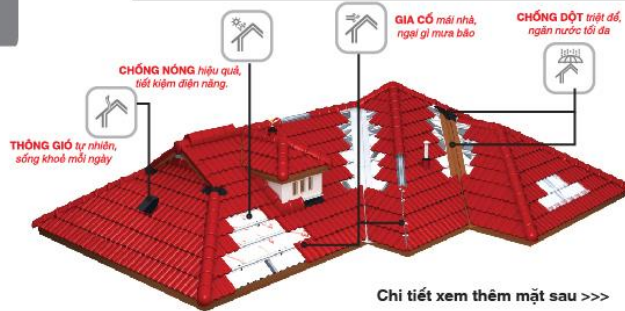 GIA CỐ mái nhà,
ngại gì mưa bão
CHỐNG DỘT triệt để,
ngăn nước tối đa
CHỐNG NÓNG hiệu quả,
tiết kiệm điện năng.
THÔNG GIÓ tự nhiên,
sống khoẻ mỗi ngày
Chi tiết xem thêm mặt sau >>>